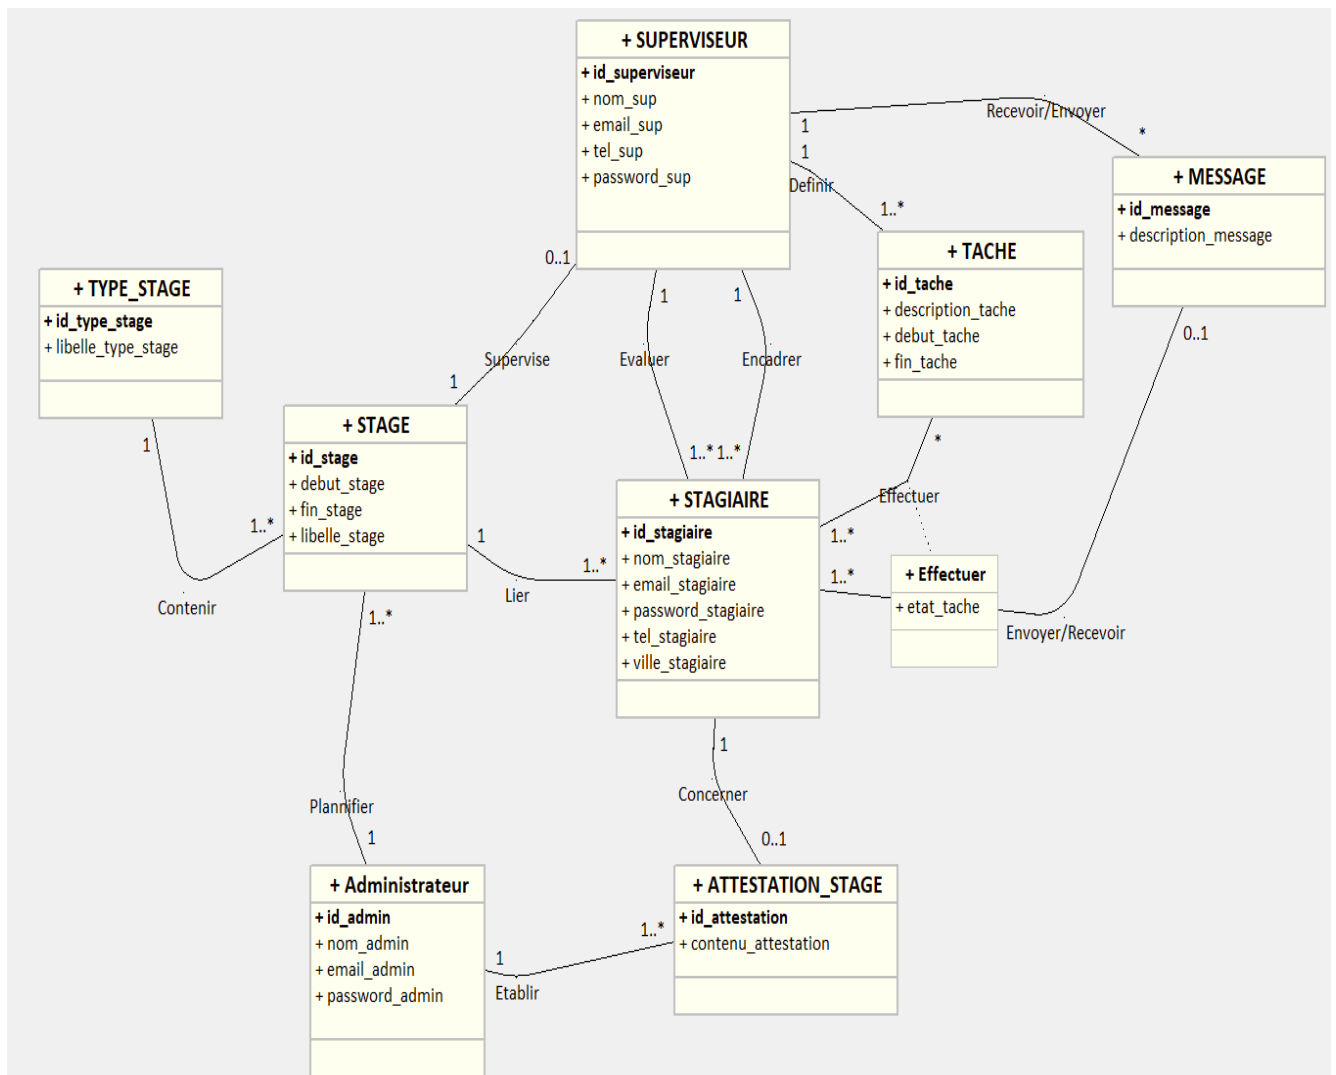 + SUPERVISEUR
+ id_superviseur
+ nom_sup
+ email_sup
+ tel_sup
+ password_sup
1
1
Recevoir/Envoyer
*
Definir
1..*
+ MESSAGE
+ id_message
+ description_message
0..1
+ TACHE
+ id_tache
+ description_tache
+ debut_tache
+ fin_tache
*
0..1
Supervise
1
1
Evaluer
1..*
1
Encadrer
1..*
+ TYPE_STAGE
+ id_type_stage
+ libelle_type_stage
1
Contenir
1..*
+ STAGE
+ id_stage
+ debut_stage
+ fin_stage
+ libelle_stage
1
Lier
1..*
+ STAGIAIRE
+ id_stagiaire
+ nom_stagiaire
+ email_stagiaire
+ password_stagiaire
+ tel_stagiaire
+ ville_stagiaire
Effectuer
1..*
1..*
+ Effectuer
+ etat_tache
Envoyer/Recevoir
1..*
Plannifier
1
1
Concerner
0..1
+ Administrateur
+ id_admin
+ nom_admin
+ email_admin
+ password_admin
1
Etablir
1..*
+ ATTESTATION_STAGE
+ id_attestation
+ contenu_attestation